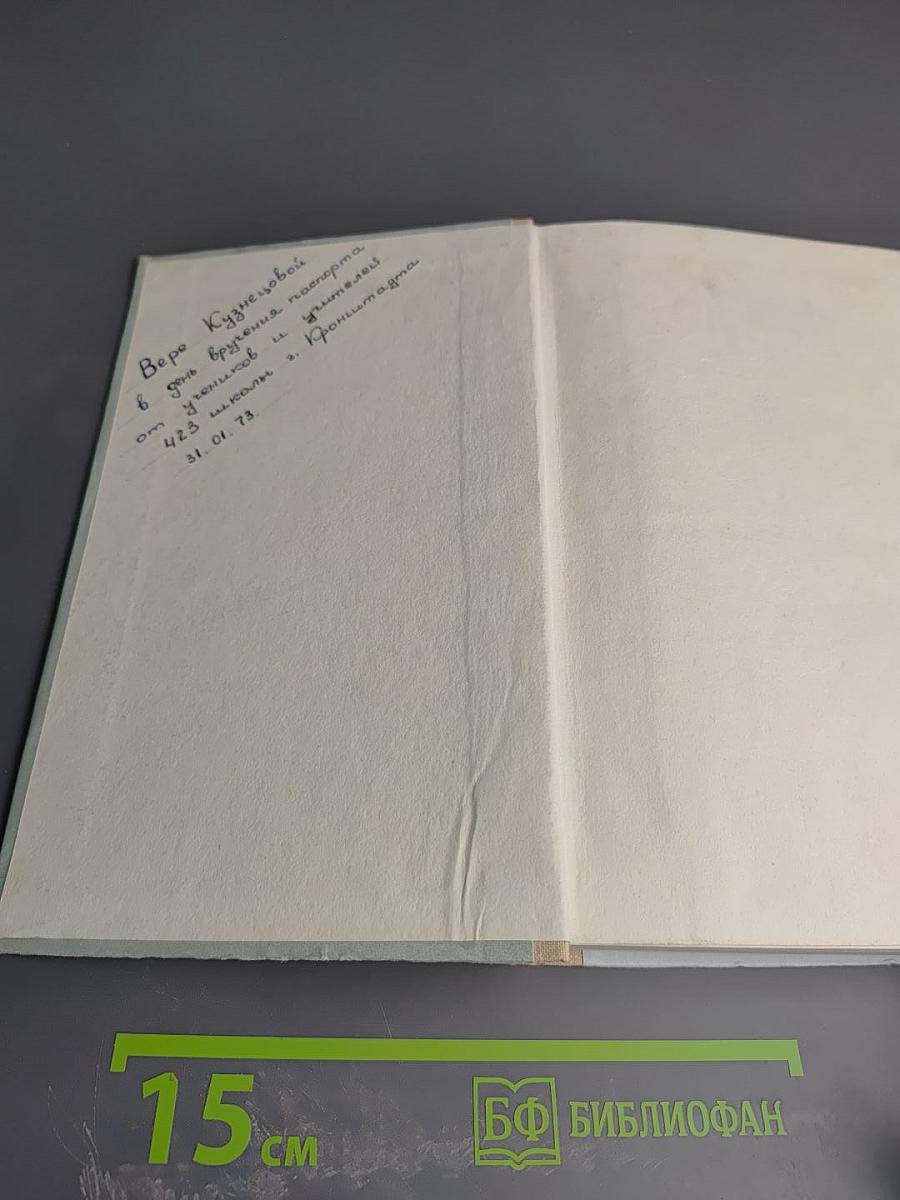 Вере Кузнецовой
в день вручения паспорта
от учеников и учителей
423 школы г. Кронштадта
31. 01. 73.
15 см
БФ БИБЛИОФАН